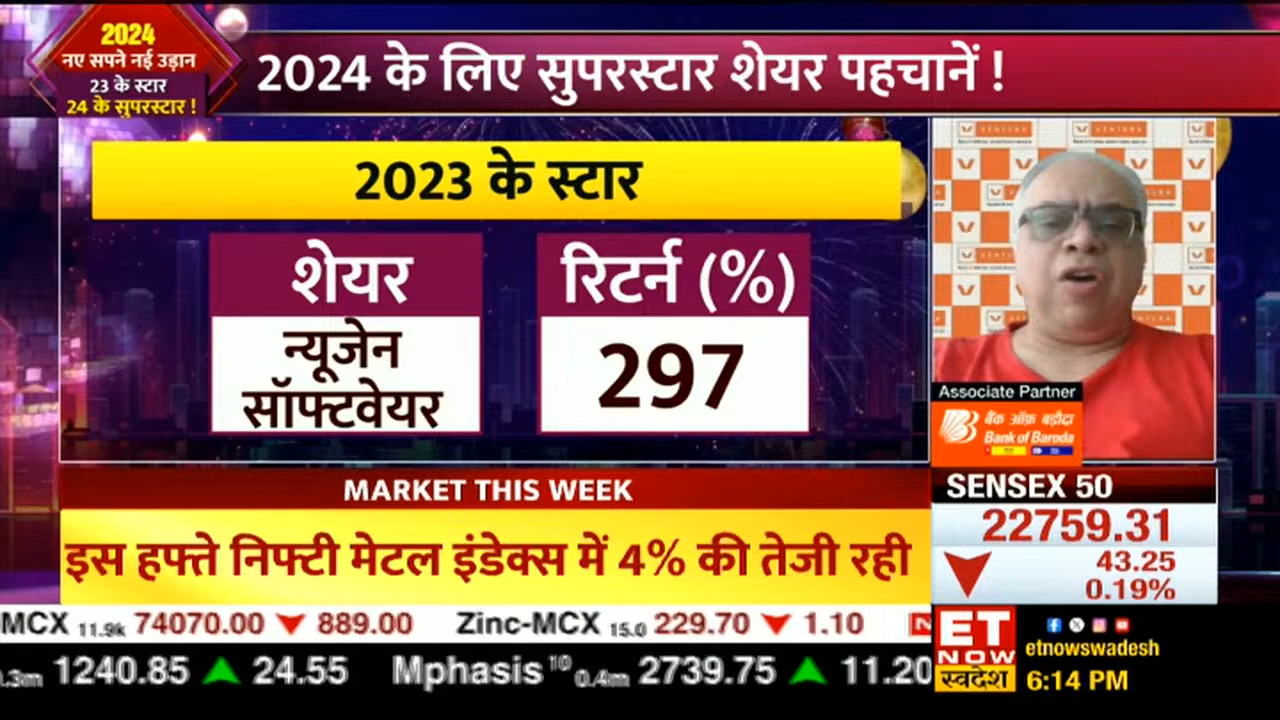 2024
नए सपने नई उड़ान
23 के स्टार
24 के सुपरस्टार !
2024 के लिए सुपरस्टार शेयर पहचानें !
2023 के स्टार
शेयर
रिटर्न (%)
न्यूजेन
सॉफ्टवेयर
297
VENTURA
Associate Partner
बैंक ऑफ़ बड़ौदा
Bank of Baroda
MARKET THIS WEEK
इस हफ्ते निफ्टी मेटल इंडेक्स में 4% की तेजी रही
SENSEX 50
22759.31
43.25
0.19%
MCX 11.9k 74070.00 889.00 Zinc-MCX 15.0 229.70 1.10
.3m 1240.85 24.55 Mphasis 10 0.4m 2739.75 11.20
ET
NOW
स्वदेश
etnowswadesh
6:14 PM